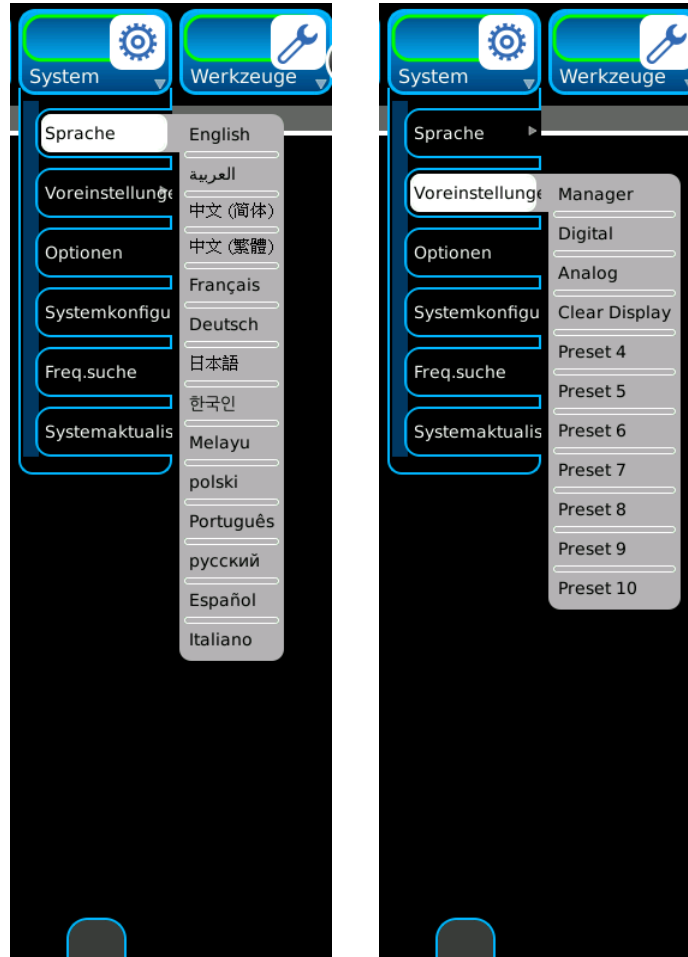 System
Werkzeuge
Sprache
Voreinstellunge
Optionen
Systemkonfigu
Freq.suche
Systemaktualis
English
العربية
中文 (简体)
中文 (繁體)
Français
Deutsch
日本語
한국인
Melayu
polski
Português
русский
Español
Italiano
System
Werkzeuge
Sprache
Voreinstellunge
Optionen
Systemkonfigu
Freq.suche
Systemaktualis
Manager
Digital
Analog
Clear Display
Preset 4
Preset 5
Preset 6
Preset 7
Preset 8
Preset 9
Preset 10